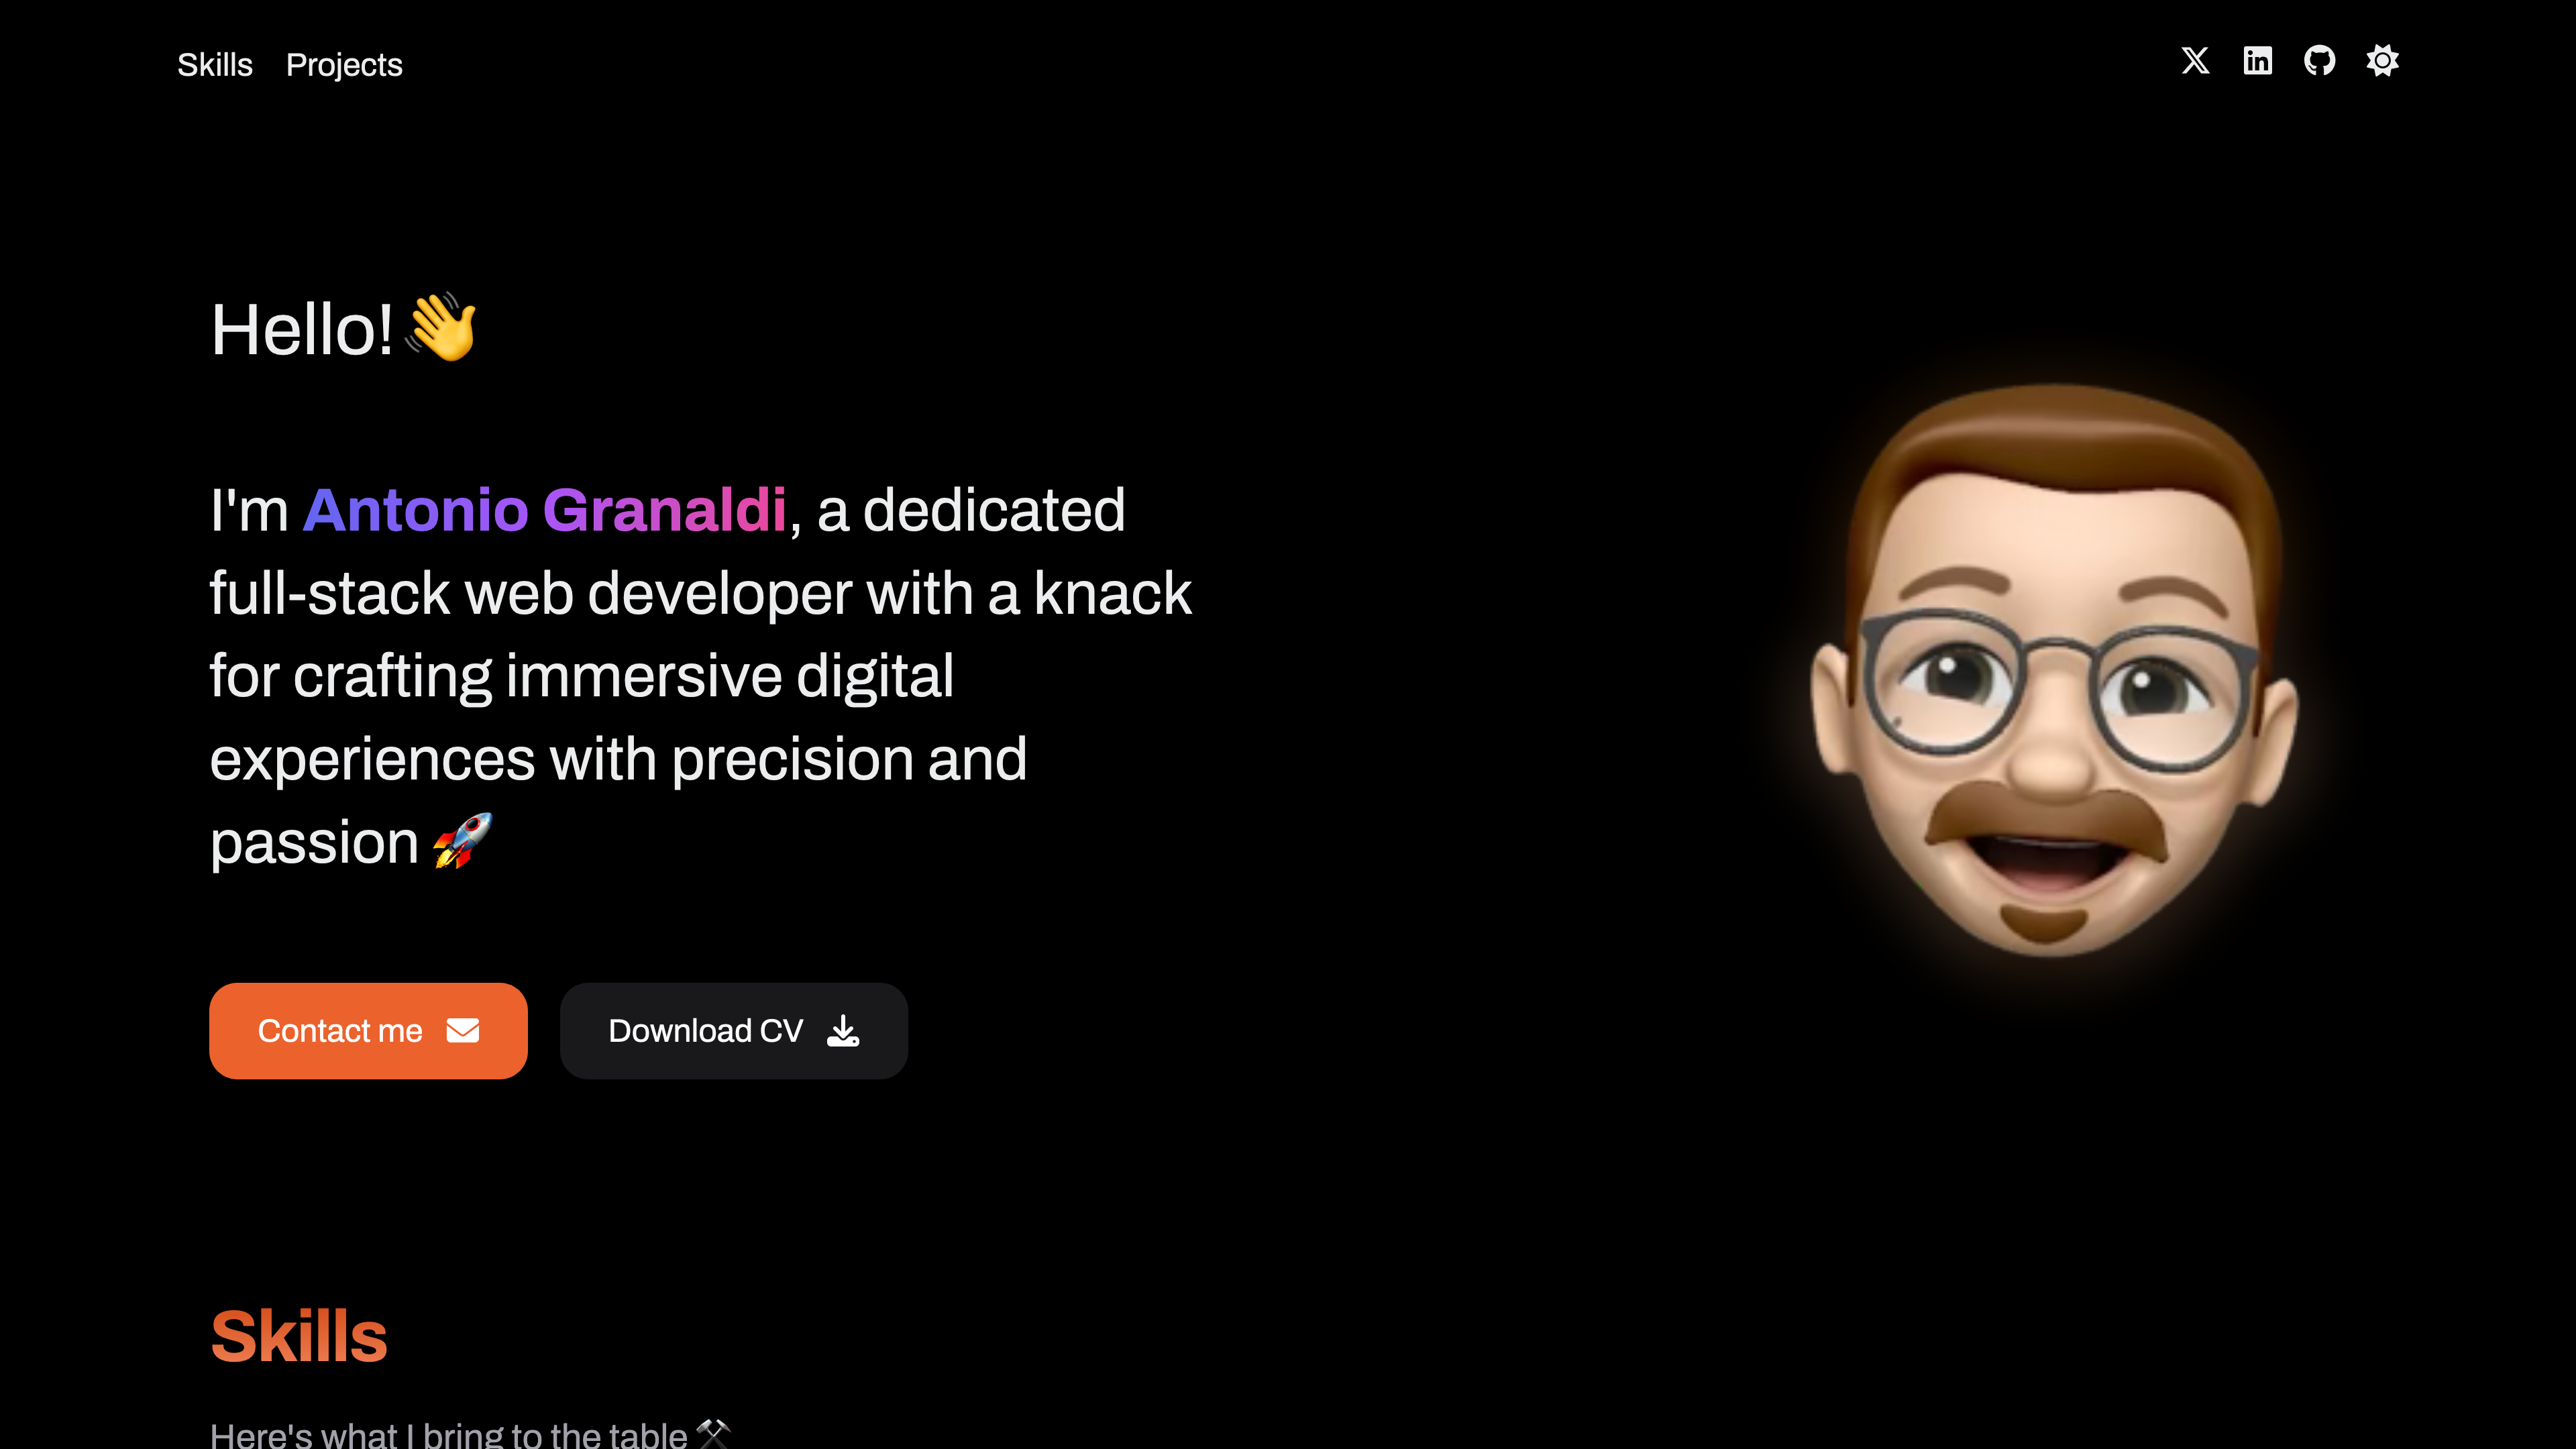 Skills Projects
Hello! 👋
I'm Antonio Granaldi, a dedicated
full-stack web developer with a knack
for crafting immersive digital
experiences with precision and
passion 🚀
Contact me
Download CV
Skills
Here's what I bring to the table ⚒️